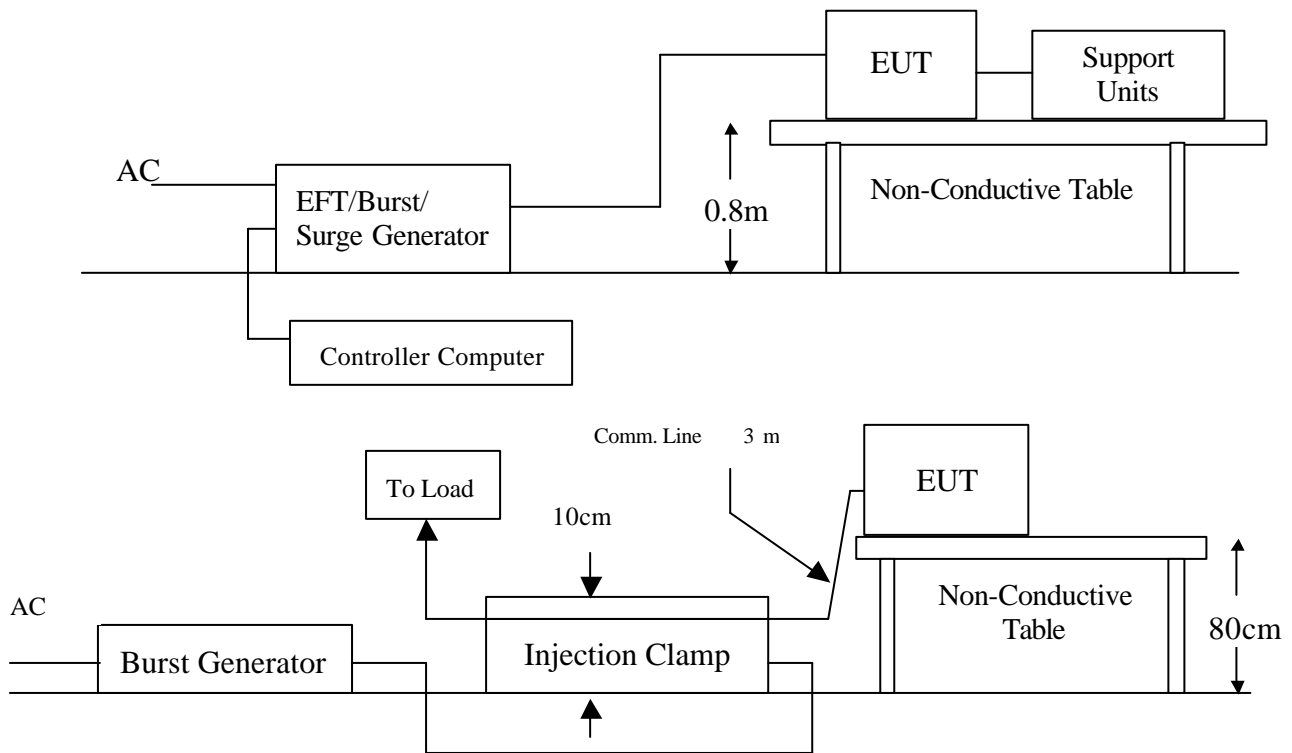 EUT
Support
Units
AC
EFT/Burst/
Surge Generator
0.8m
Non-Conductive Table
Controller Computer
Comm. Line 3 m
To Load
EUT
10cm
AC
Non-Conductive
Table
80cm
Burst Generator
Injection Clamp